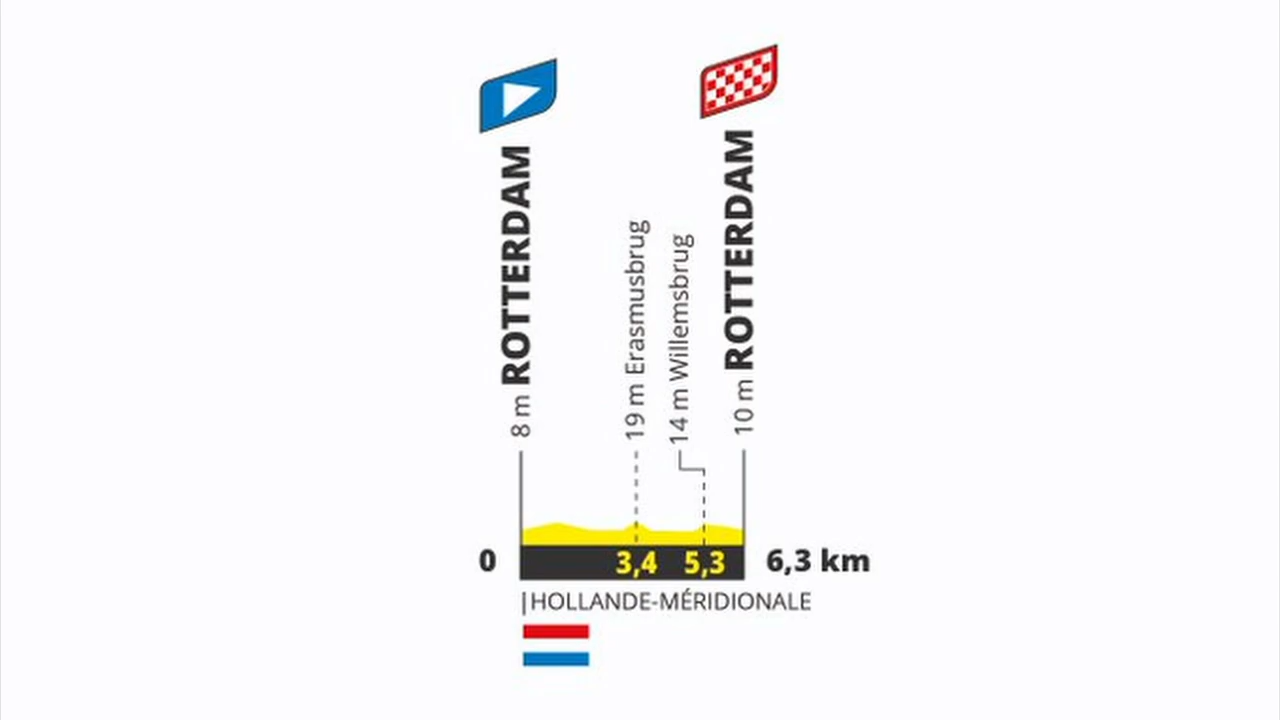 8 m ROTTERDAM
19 m Erasmusbrug
14 m Willemsbrug
10 m ROTTERDAM
0
3,4
5,3
6,3 km
|HOLLANDE-MÉRIDIONALE